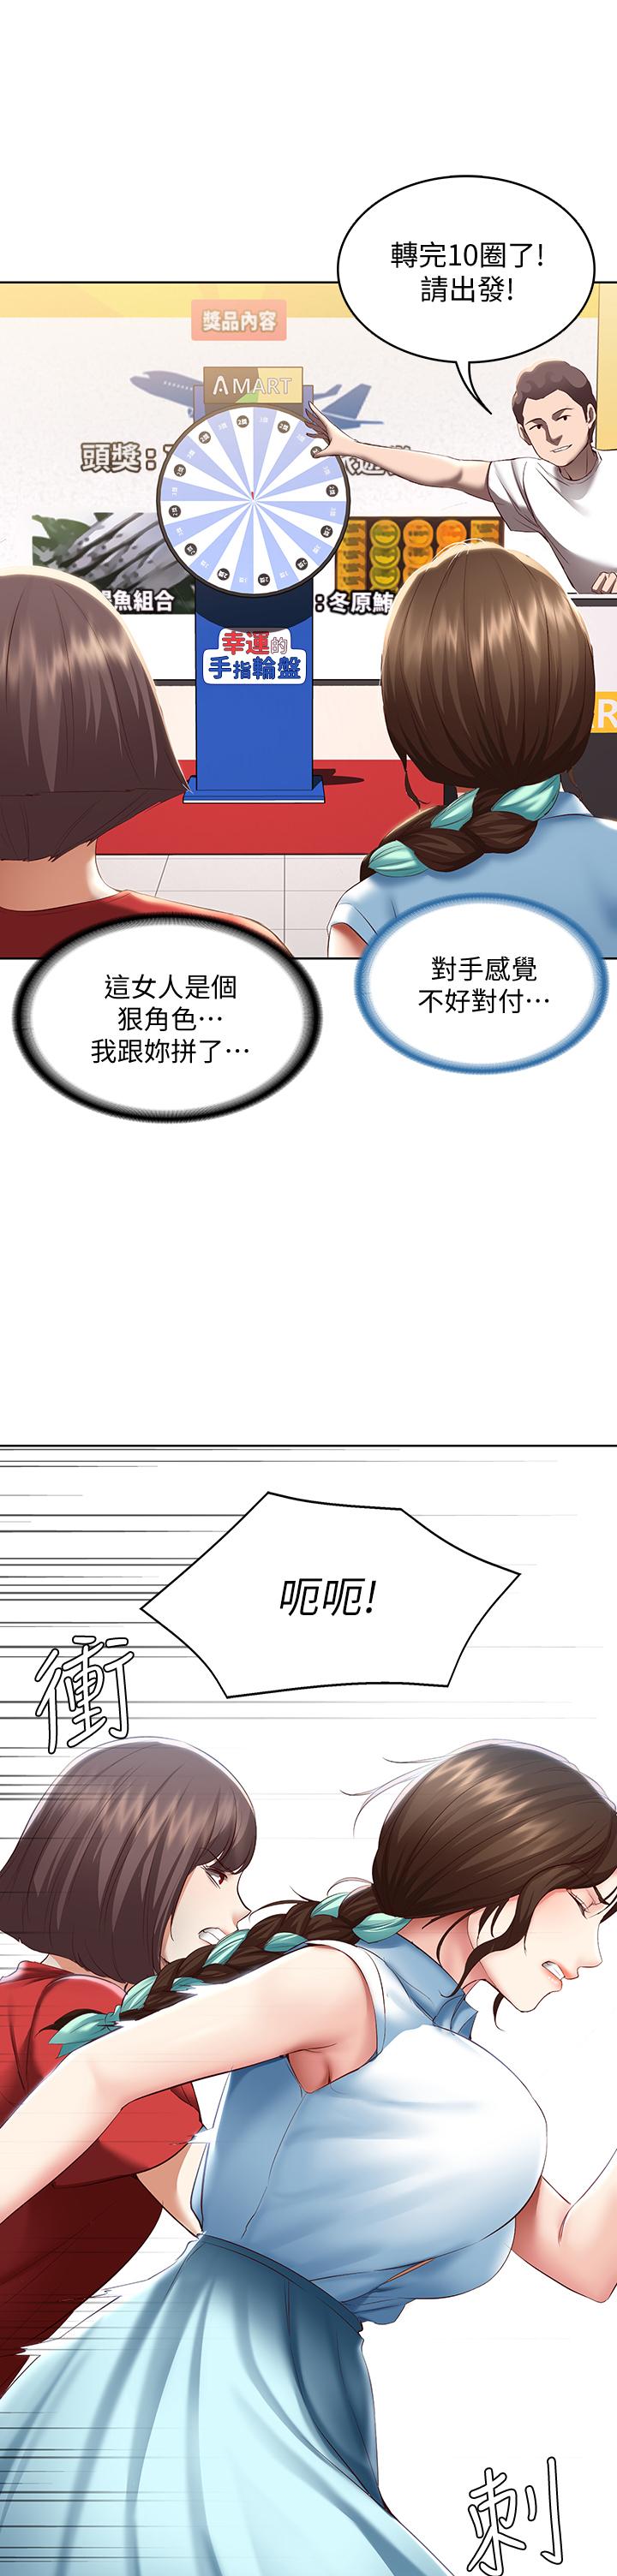 轉完10圈了!
請出發!
獎品內容
A MART
頭獎:
魚組合
:冬原鮪
幸運的
手指輪盤
R
這女人是個
狠角色…
我跟妳拼了…
對手感覺
不好對付…
呃呃!
衝
刺